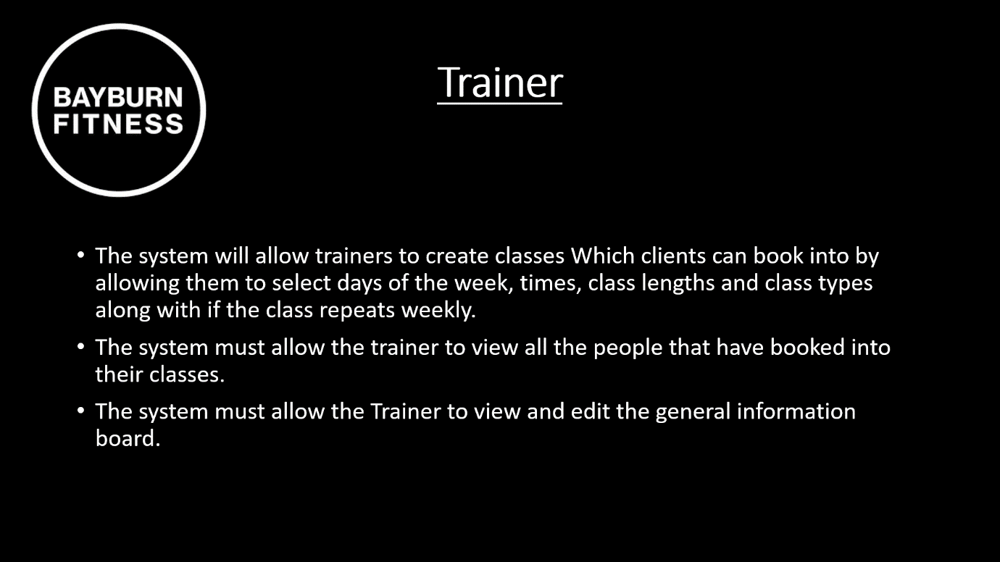 BAYBURN
FITNESS
Trainer
• The system will allow trainers to create classes Which clients can book into by
allowing them to select days of the week, times, class lengths and class types
along with if the class repeats weekly.
• The system must allow the trainer to view all the people that have booked into
their classes.
• The system must allow the Trainer to view and edit the general information
board.